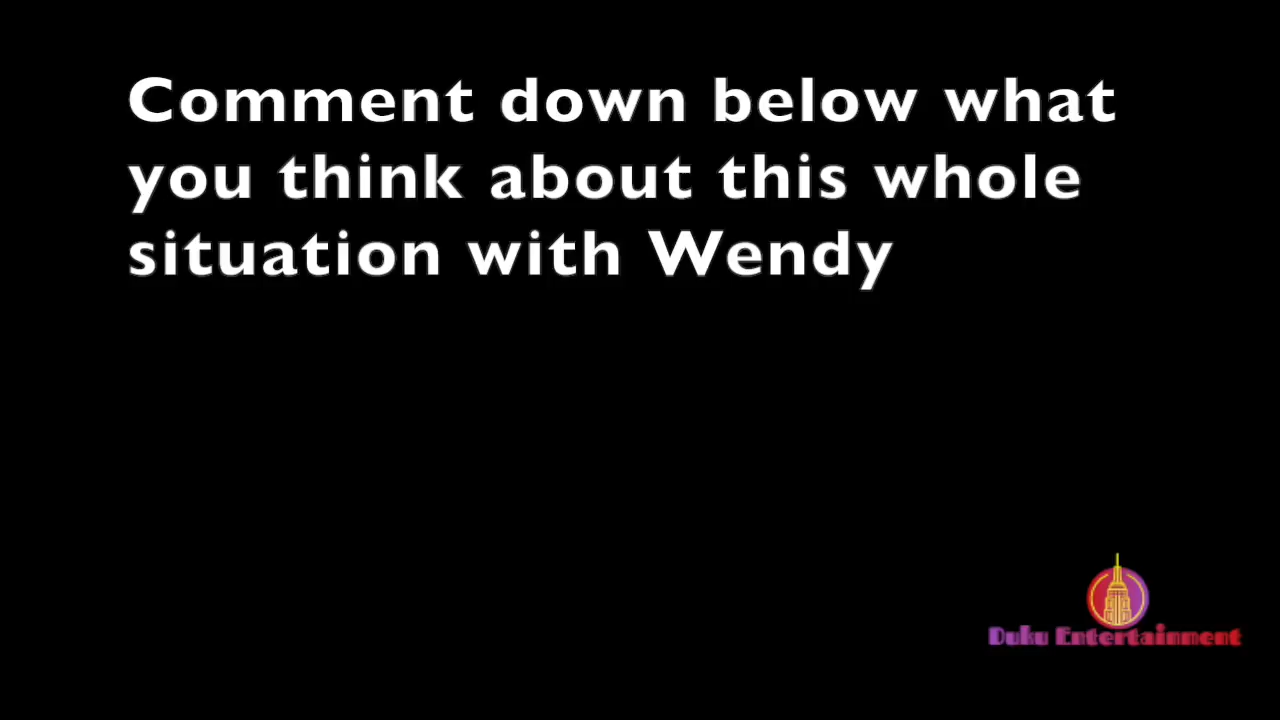 Comment down below what
you think about this whole
situation with Wendy
Duku Entertainment